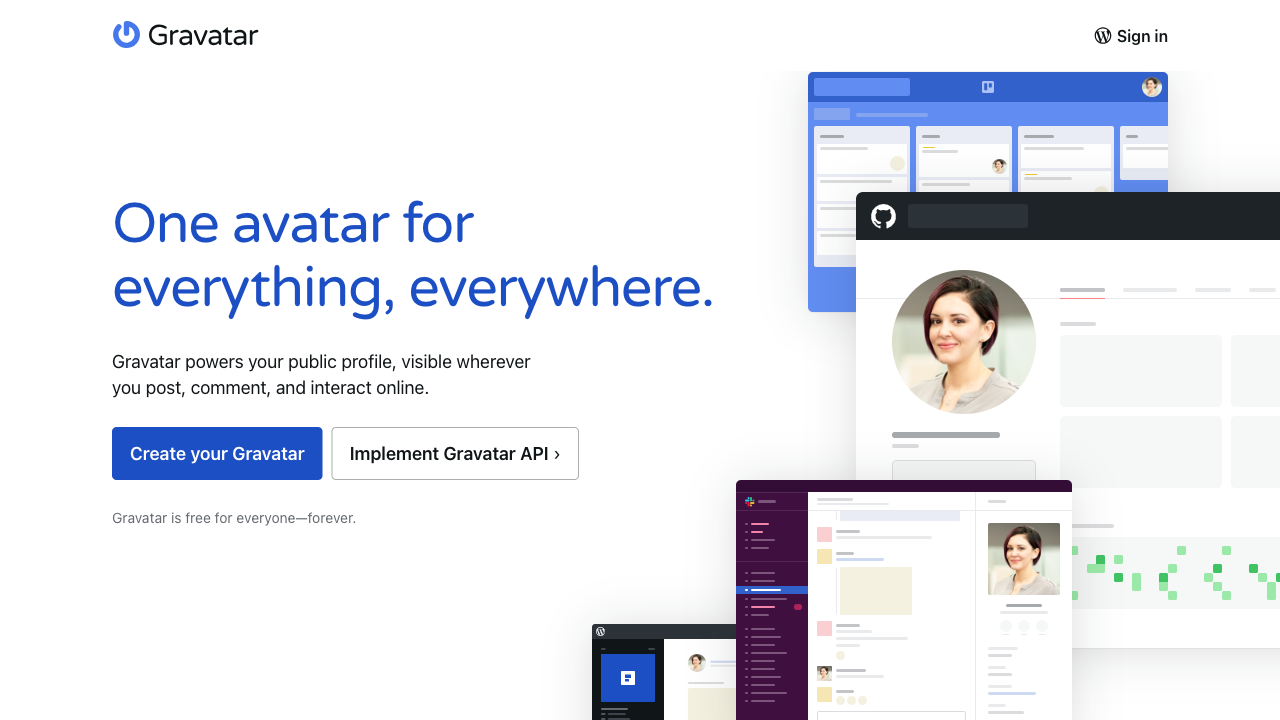 Gravatar
Sign in
One avatar for
everything, everywhere.
Gravatar powers your public profile, visible wherever
you post, comment, and interact online.
Create your Gravatar
Implement Gravatar API ›
Gravatar is free for everyone—forever.